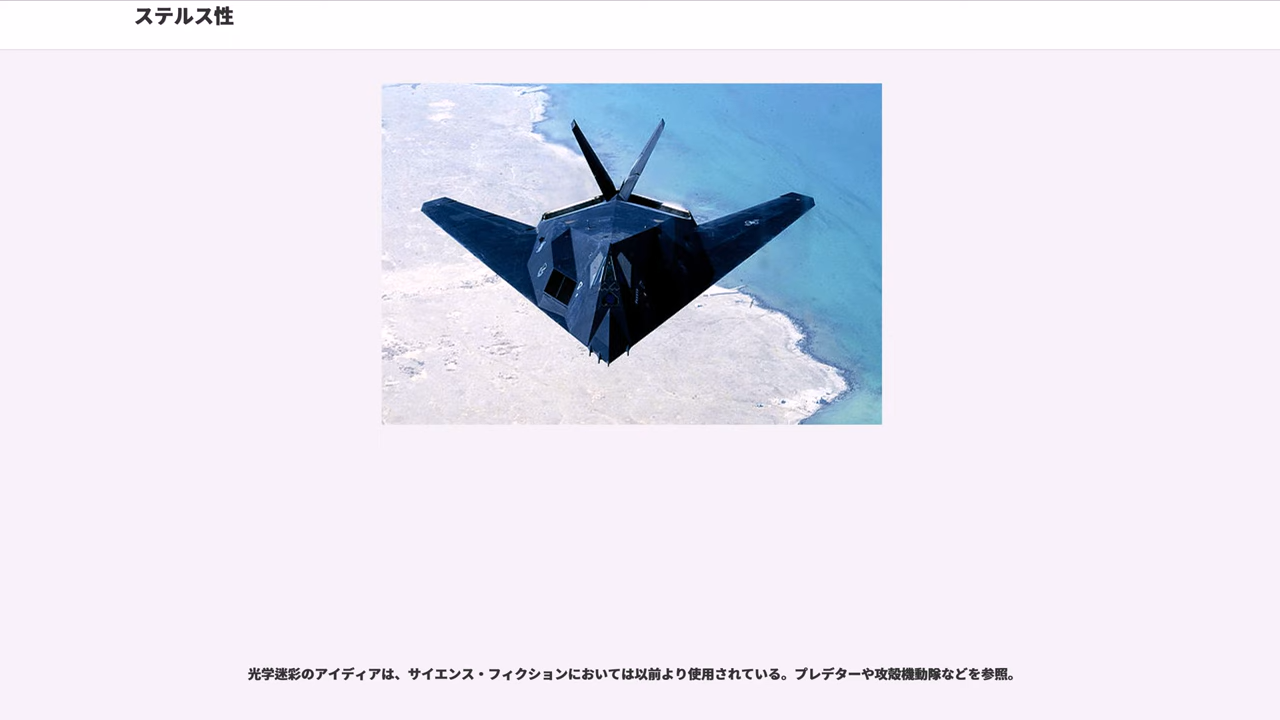 ステルス性
光学迷彩のアイディアは、サイエンス・フィクションにおいては以前より使用されている。プレデターや攻殻機動隊などを参照。